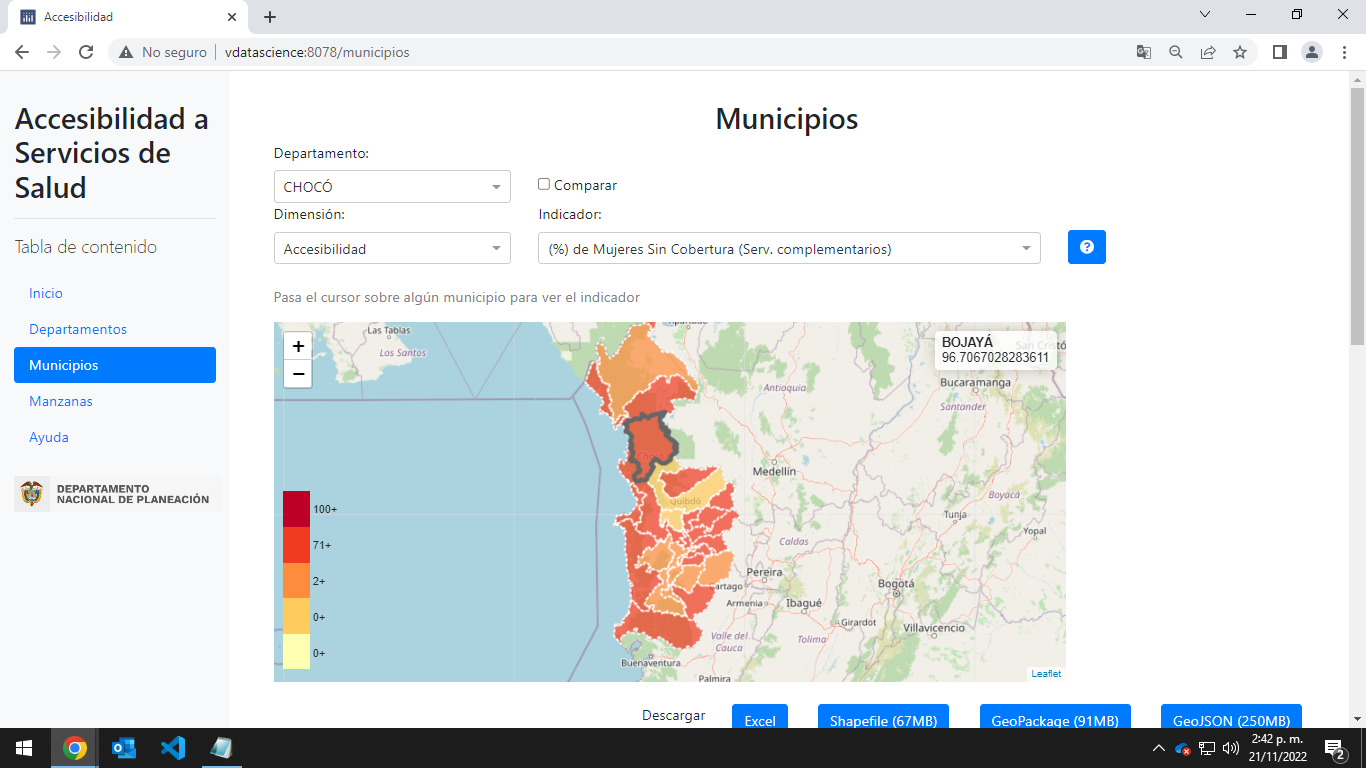 Accesibilidad
No seguro
vdatascience:8078/municipios
Accesibilidad a
Servicios de
Salud
Tabla de contenido
Inicio
Departamentos
Municipios
Manzanas
Ayuda
DEPARTAMENTO
NACIONAL DE PLANEACIÓN
Municipios
Departamento:
CHOCÓ
Comparar
Dimensión:
Indicador:
Accesibilidad
(%) de Mujeres Sin Cobertura (Serv. complementarios)
?
Pasa el cursor sobre algún municipio para ver el indicador
+
−
BOJAYÁ
96.7067028283611
Las Tablas
Los Santos
Bucaramanga
Santander
Antioquia
Chocó
Medellín
Boyacá
Quibdó
Tunja
Yopal
Caldas
Pereira
Cartago
Bogotá
Armenia
Ibagué
Girardot
Villavicencio
Valle del
Cauca
Tolima
Buenaventura
Palmira
100+
71+
2+
0+
0+
Leaflet
Descargar
Excel
Shapefile (67MB)
GeoPackage (91MB)
GeoJSON (250MB)
2:42 p. m.
21/11/2022
2